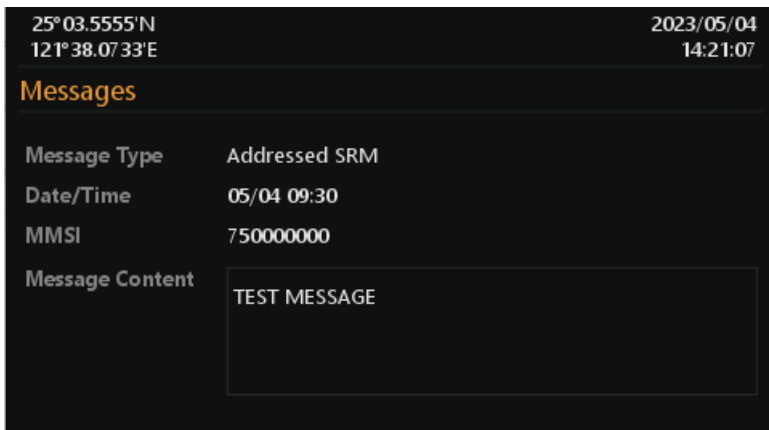 25°03.5555'N
2023/05/04
121°38.0733'E
14:21:07
Messages
Message Type Addressed SRM
Date/Time 05/04 09:30
MMSI 750000000
Message Content
TEST MESSAGE